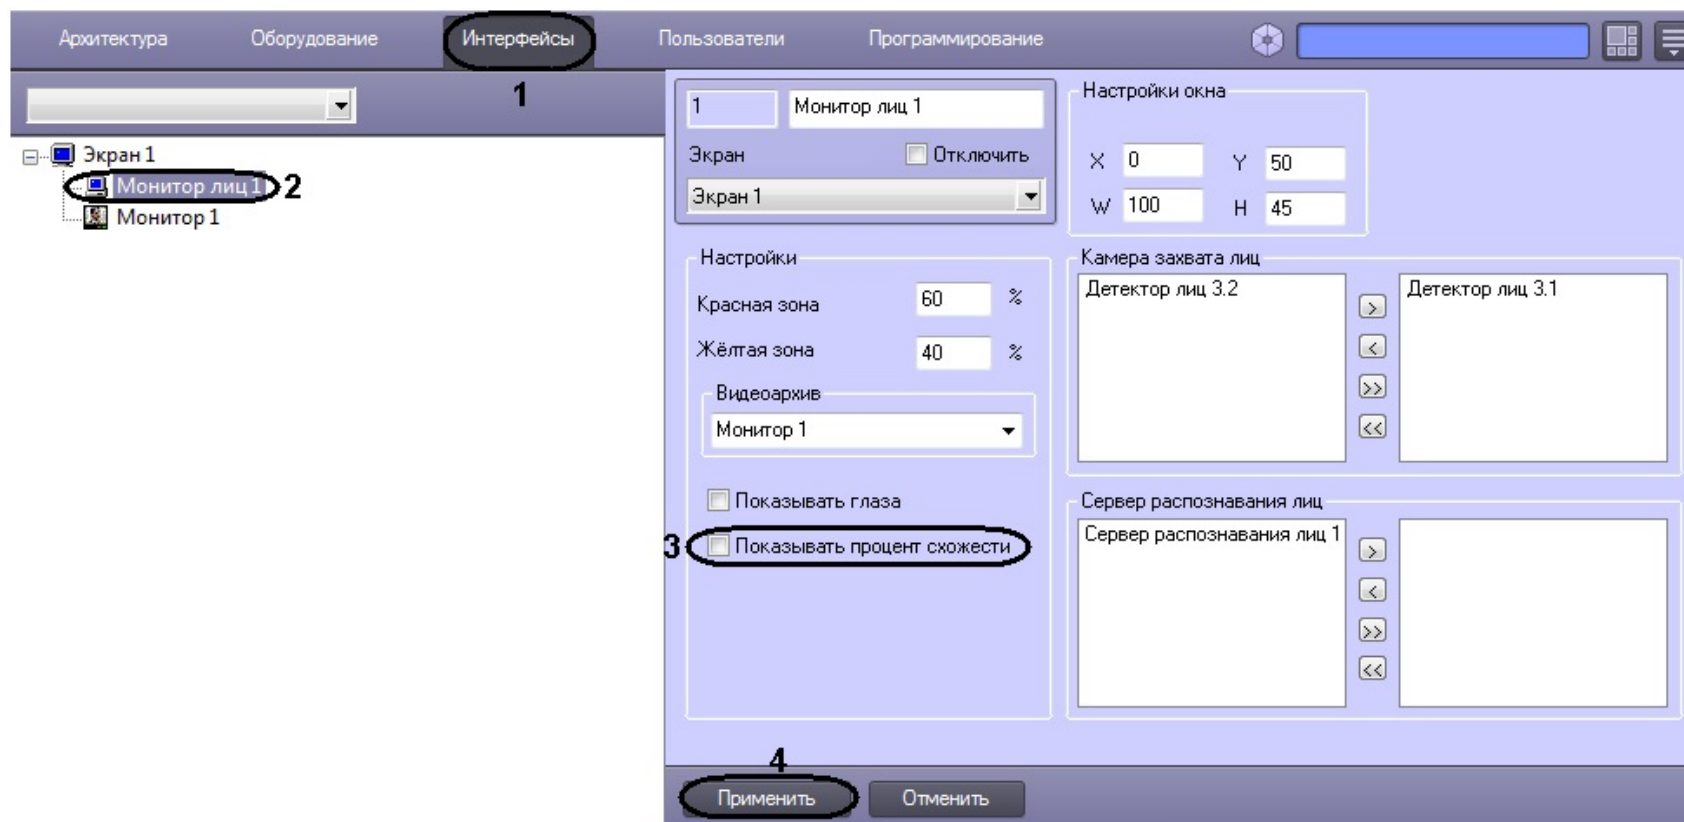 Архитектура Оборудование Интерфейсы Пользователи Программирование
1
Экран 1
Монитор лиц 1 2
Монитор 1
1 Монитор лиц 1
Экран Отключить
Экран 1
Настройки окна
X 0 Y 50
W 100 H 45
Настройки
Красная зона 60 %
Жёлтая зона 40 %
Видеоархив
Монитор 1
Показывать глаза
3 Показывать процент схожести
Камера захвата лиц
Детектор лиц 3.2 > Детектор лиц 3.1
<
>>
<<
Сервер распознавания лиц
Сервер распознавания лиц 1 >
<
>>
<<
4
Применить Отменить